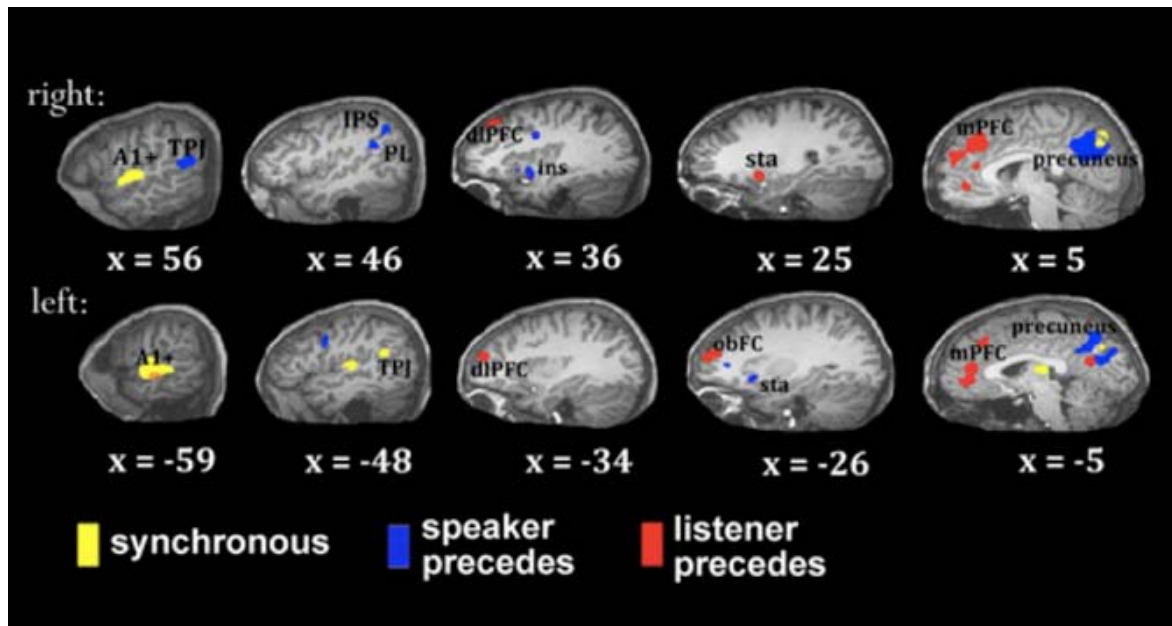 right:
A1+ TPJ
IPS
PL
dlPFC
ins
sta
mPFC
precuneus
x = 56 x = 46 x = 36 x = 25 x = 5
left:
A1+
TPJ
dlPFC
obFC
sta
precuneus
mPFC
x = -59 x = -48 x = -34 x = -26 x = -5
synchronous
speaker
precedes
listener
precedes